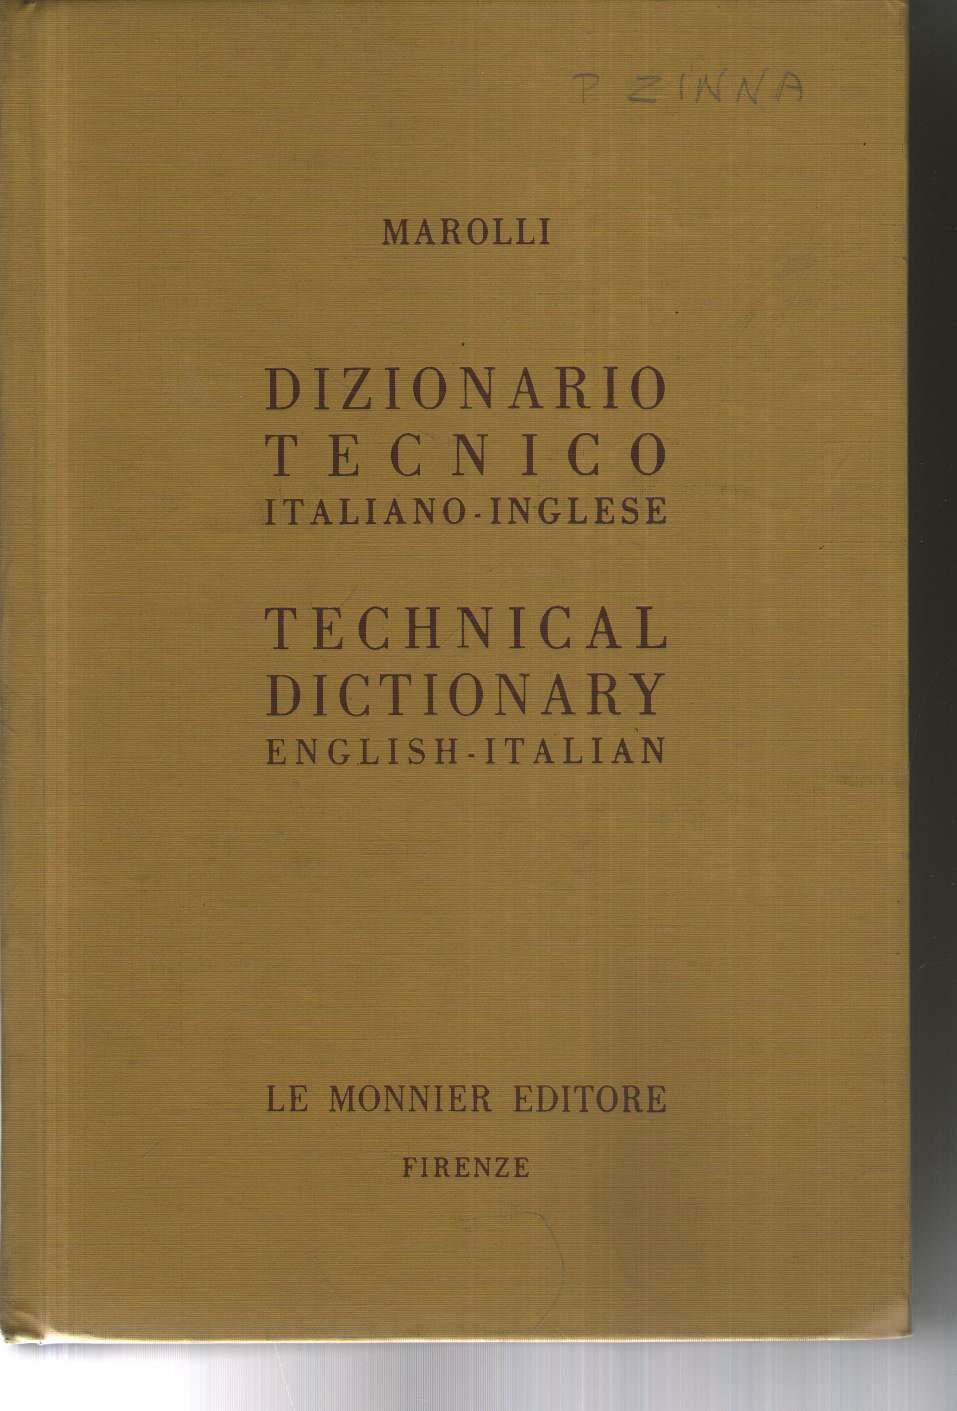 P ZINNA
MAROLLI
DIZIONARIO
TECNICO
ITALIANO-INGLESE
TECHNICAL
DICTIONARY
ENGLISH-ITALIAN
LE MONNIER EDITORE
FIRENZE